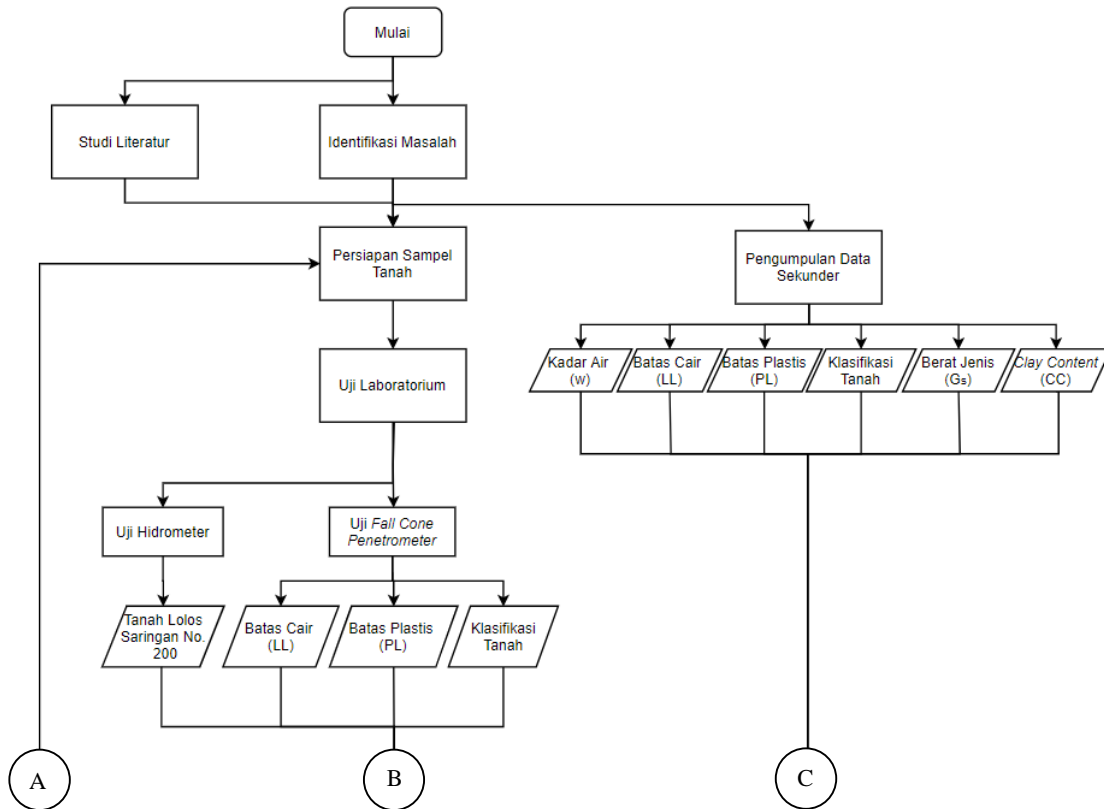 Mulai
Studi Literatur
Identifikasi Masalah
Persiapan Sampel
Tanah
Pengumpulan Data
Sekunder
Uji Laboratorium
Kadar Air
(w)
Batas Cair
(LL)
Batas Plastis
(PL)
Klasifikasi
Tanah
Berat Jenis
(Gs)
Clay Content
(CC)
Uji Hidrometer
Uji Fall Cone
Penetrometer
Tanah Lolos
Saringan No.
200
Batas Cair
(LL)
Batas Plastis
(PL)
Klasifikasi
Tanah
A
B
C